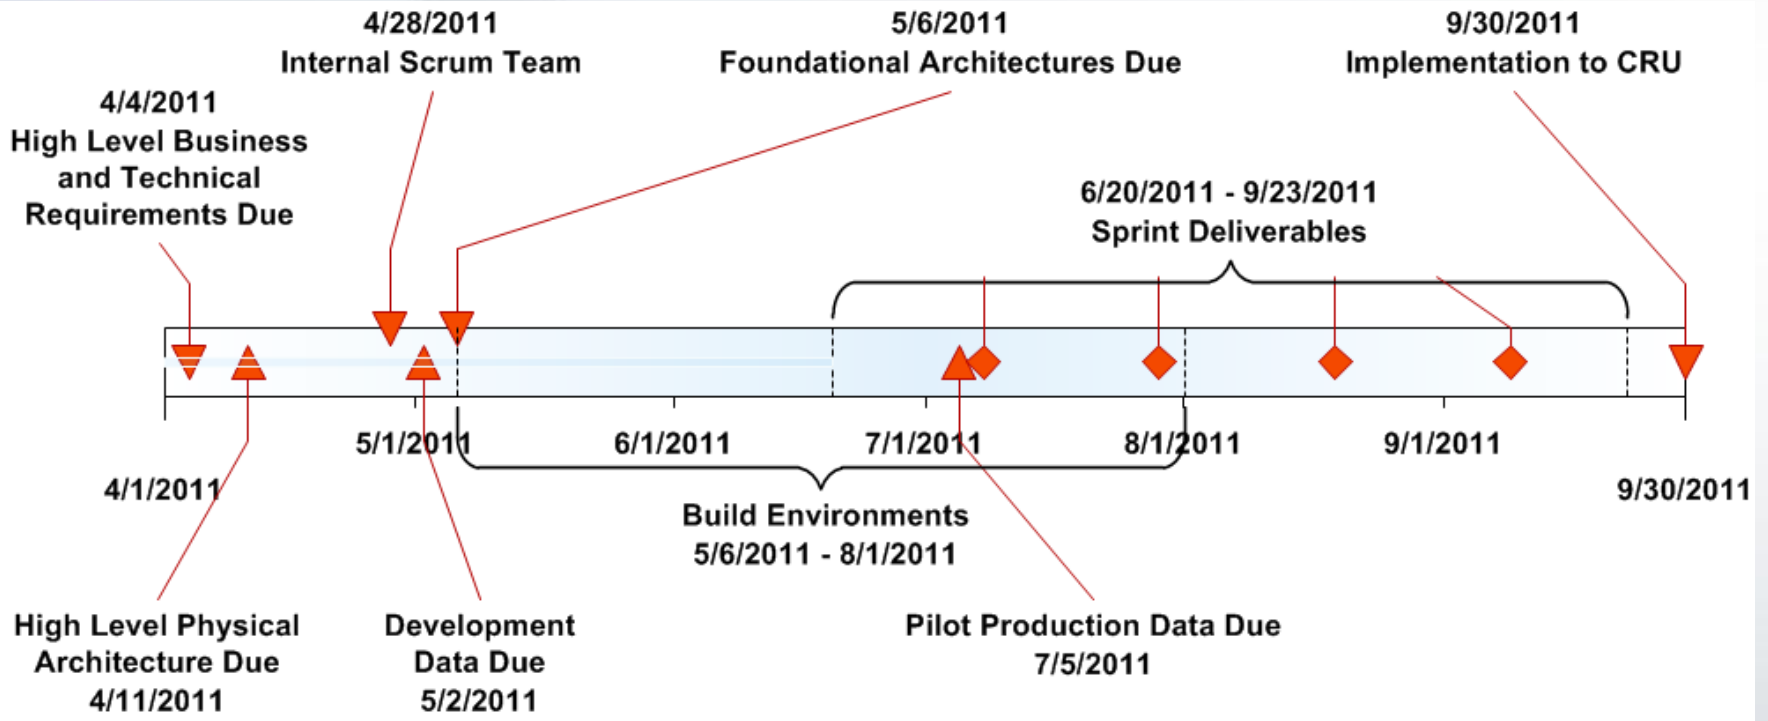 4/28/2011
Internal Scrum Team
5/6/2011
Foundational Architectures Due
9/30/2011
Implementation to CRU
4/4/2011
High Level Business
and Technical
Requirements Due
6/20/2011 - 9/23/2011
Sprint Deliverables
5/1/2011
6/1/2011
7/1/2011
8/1/2011
9/1/2011
4/1/2011
9/30/2011
Build Environments
5/6/2011 - 8/1/2011
High Level Physical
Architecture Due
4/11/2011
Development
Data Due
5/2/2011
Pilot Production Data Due
7/5/2011